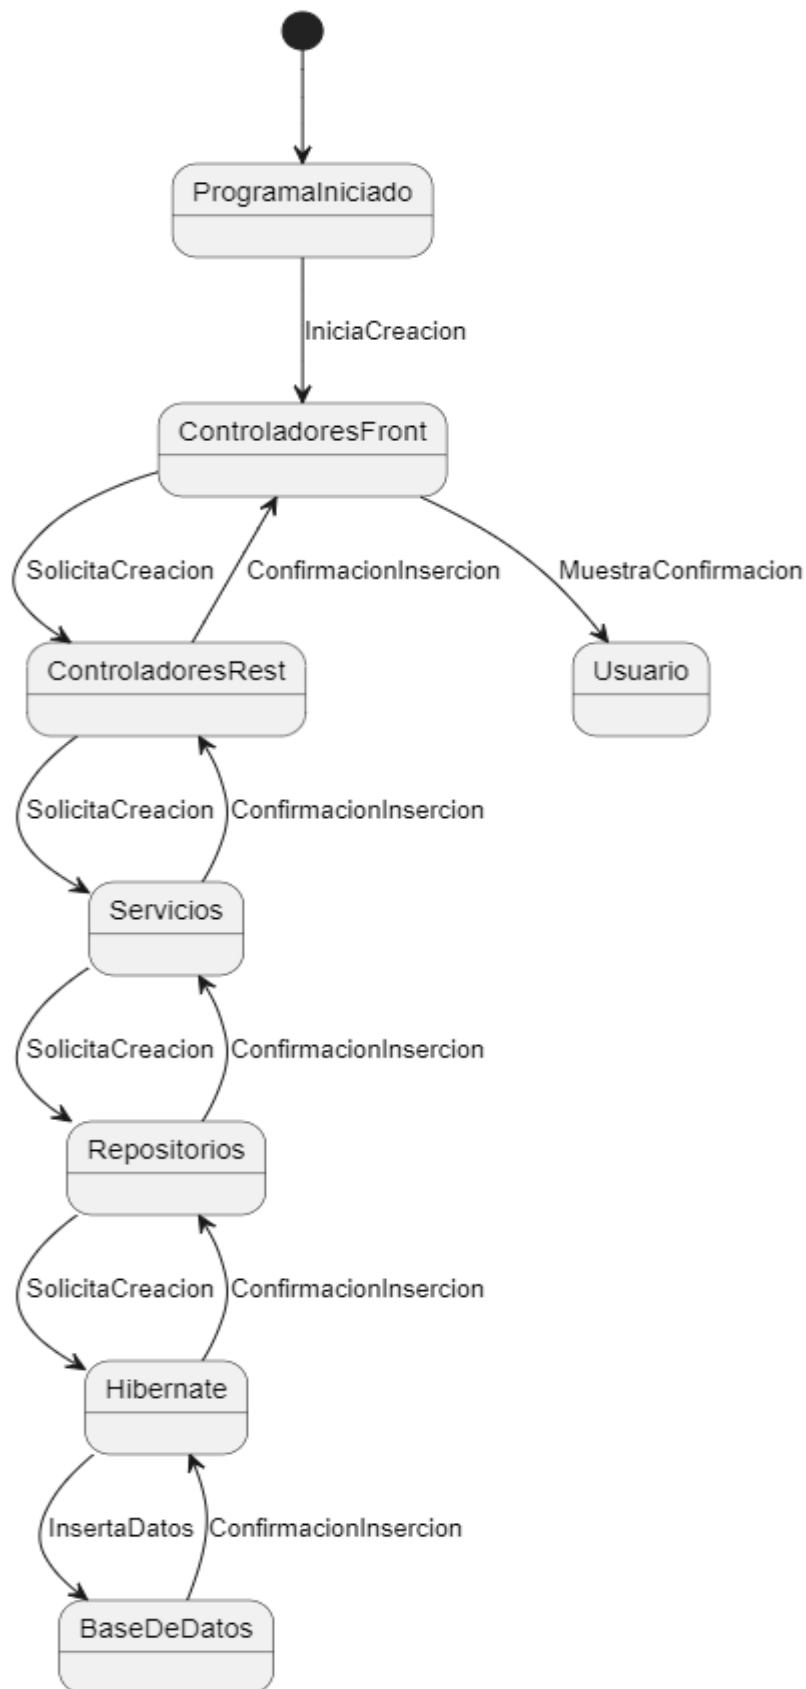 ProgramaIniciado
IniciaCreacion
ControladoresFront
SolicitaCreacion
ConfirmacionInsercion
MuestraConfirmacion
ControladoresRest
Usuario
SolicitaCreacion
ConfirmacionInsercion
Servicios
SolicitaCreacion
ConfirmacionInsercion
Repositorios
SolicitaCreacion
ConfirmacionInsercion
Hibernate
InsertaDatos
ConfirmacionInsercion
BaseDeDatos